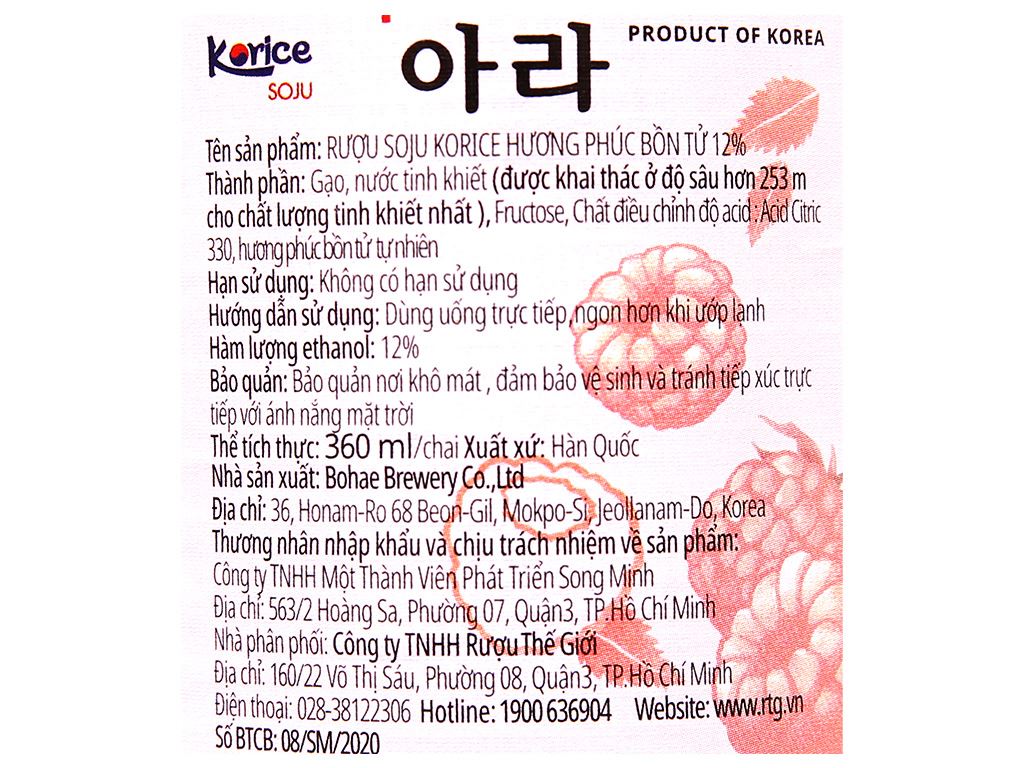 Korice
SOJU
아라
PRODUCT OF KOREA
Tên sản phẩm: RƯỢU SOJU KORICE HƯƠNG PHÚC BỒN TỬ 12%
Thành phần: Gạo, nước tinh khiết (được khai thác ở độ sâu hơn 253 m
cho chất lượng tinh khiết nhất ), Fructose, Chất điều chỉnh độ acid : Acid Citric
330, hương phúc bồn tử tự nhiên
Hạn sử dụng: Không có hạn sử dụng
Hướng dẫn sử dụng: Dùng uống trực tiếp,ngon hơn khi ướp lạnh
Hàm lượng ethanol: 12%
Bảo quản: Bảo quản nơi khô mát , đảm bảo vệ sinh và tránh tiếp xúc trực
tiếp với ánh nắng mặt trời
Thể tích thực: 360 ml/chai Xuất xứ: Hàn Quốc
Nhà sản xuất: Bohae Brewery Co.,Ltd
Địa chỉ: 36, Honam-Ro 68 Beon-Gil, Mokpo-Si, Jeollanam-Do, Korea
Thương nhân nhập khẩu và chịu trách nhiệm về sản phẩm:
Công ty TNHH Một Thành Viên Phát Triển Song Minh
Địa chỉ: 563/2 Hoàng Sa, Phường 07, Quận3, TP.Hồ Chí Minh
Nhà phân phối: Công ty TNHH Rượu Thế Giới
Địa chỉ: 160/22 Võ Thị Sáu, Phường 08, Quận3, TP.Hồ Chí Minh
Điện thoại: 028-38122306 Hotline: 1900 636904 Website: www.rtg.vn
Số BTCB: 08/SM/2020